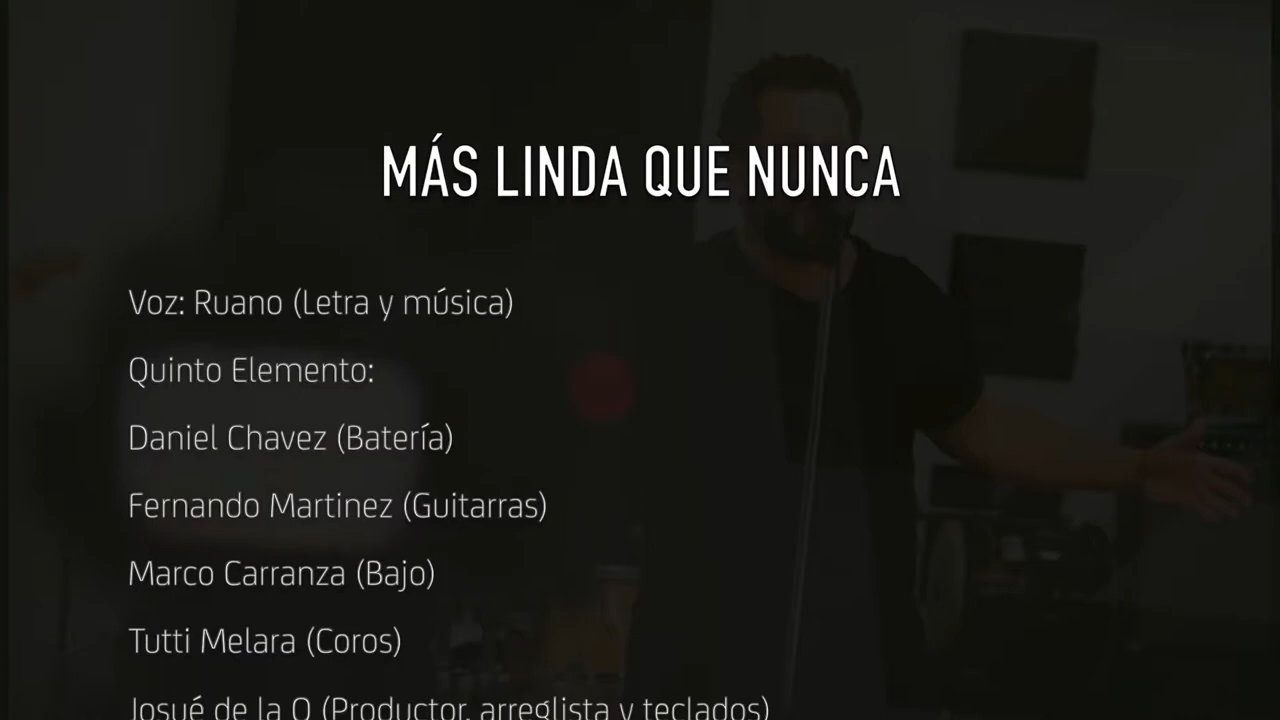 MÁS LINDA QUE NUNCA
Voz: Ruano (Letra y música)
Quinto Elemento:
Daniel Chavez (Batería)
Fernando Martinez (Guitarras)
Marco Carranza (Bajo)
Tutti Melara (Coros)
Josué de la O (Productor, arreglista y teclados)